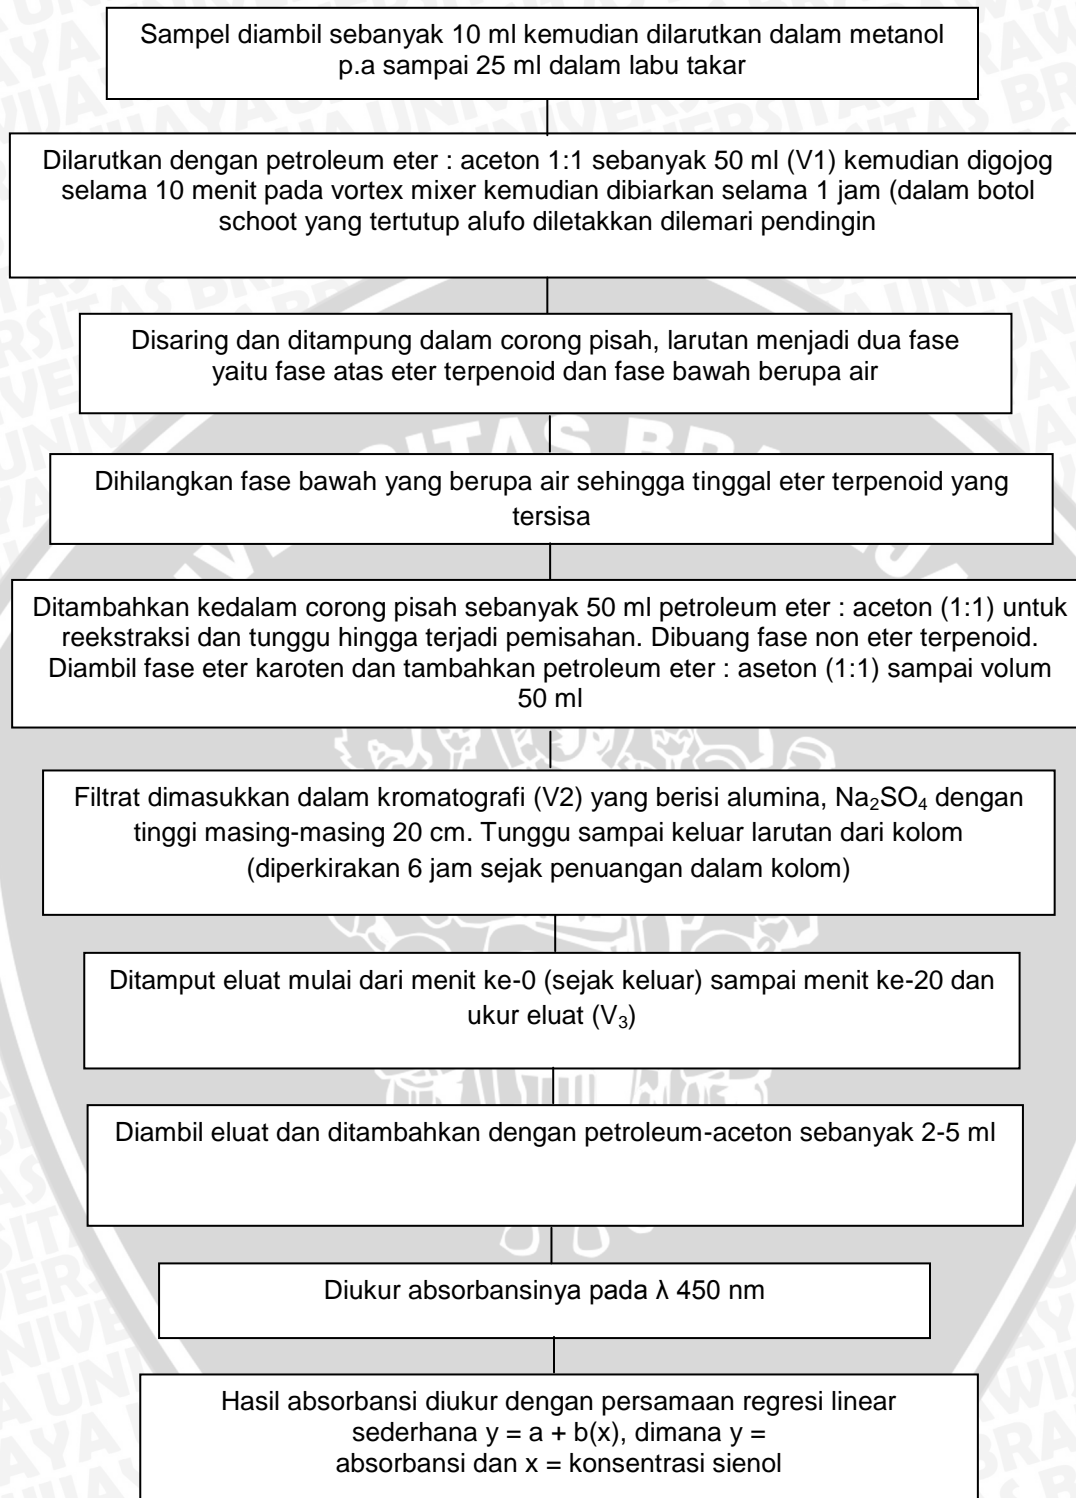 Sampel diambil sebanyak 10 ml kemudian dilarutkan dalam metanol
p.a sampai 25 ml dalam labu takar
Dilarutkan dengan petroleum eter : aceton 1:1 sebanyak 50 ml (V1) kemudian digojog
selama 10 menit pada vortex mixer kemudian dibiarkan selama 1 jam (dalam botol
schoot yang tertutup alufo diletakkan dilemari pendingin
Disaring dan ditampung dalam corong pisah, larutan menjadi dua fase
yaitu fase atas eter terpenoid dan fase bawah berupa air
Dihilangkan fase bawah yang berupa air sehingga tinggal eter terpenoid yang
tersisa
Ditambahkan kedalam corong pisah sebanyak 50 ml petroleum eter : aceton (1:1) untuk
reekstraksi dan tunggu hingga terjadi pemisahan. Dibuang fase non eter terpenoid.
Diambil fase eter karoten dan tambahkan petroleum eter : aseton (1:1) sampai volum
50 ml
Filtrat dimasukkan dalam kromatografi (V2) yang berisi alumina, Na₂SO₄ dengan
tinggi masing-masing 20 cm. Tunggu sampai keluar larutan dari kolom
(diperkirakan 6 jam sejak penuangan dalam kolom)
Ditamput eluat mulai dari menit ke-0 (sejak keluar) sampai menit ke-20 dan
ukur eluat (V₃)
Diambil eluat dan ditambahkan dengan petroleum-aceton sebanyak 2-5 ml
Diukur absorbansinya pada λ 450 nm
Hasil absorbansi diukur dengan persamaan regresi linear
sederhana y = a + b(x), dimana y =
absorbansi dan x = konsentrasi sienol